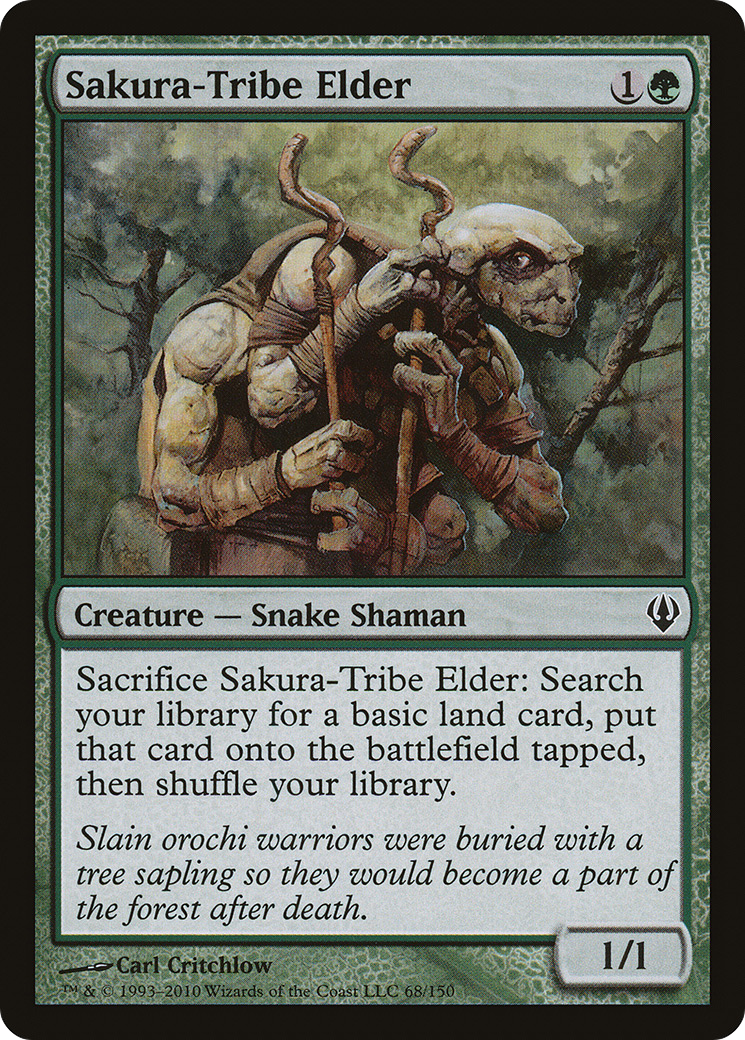 Sakura-Tribe Elder 1
Creature — Snake Shaman
Sacrifice Sakura-Tribe Elder: Search
your library for a basic land card, put
that card onto the battlefield tapped,
then shuffle your library.
Slain orochi warriors were buried with a
tree sapling so they would become a part of
the forest after death.
1/1
Carl Critchlow
™ & © 1993–2010 Wizards of the Coast LLC 68/150